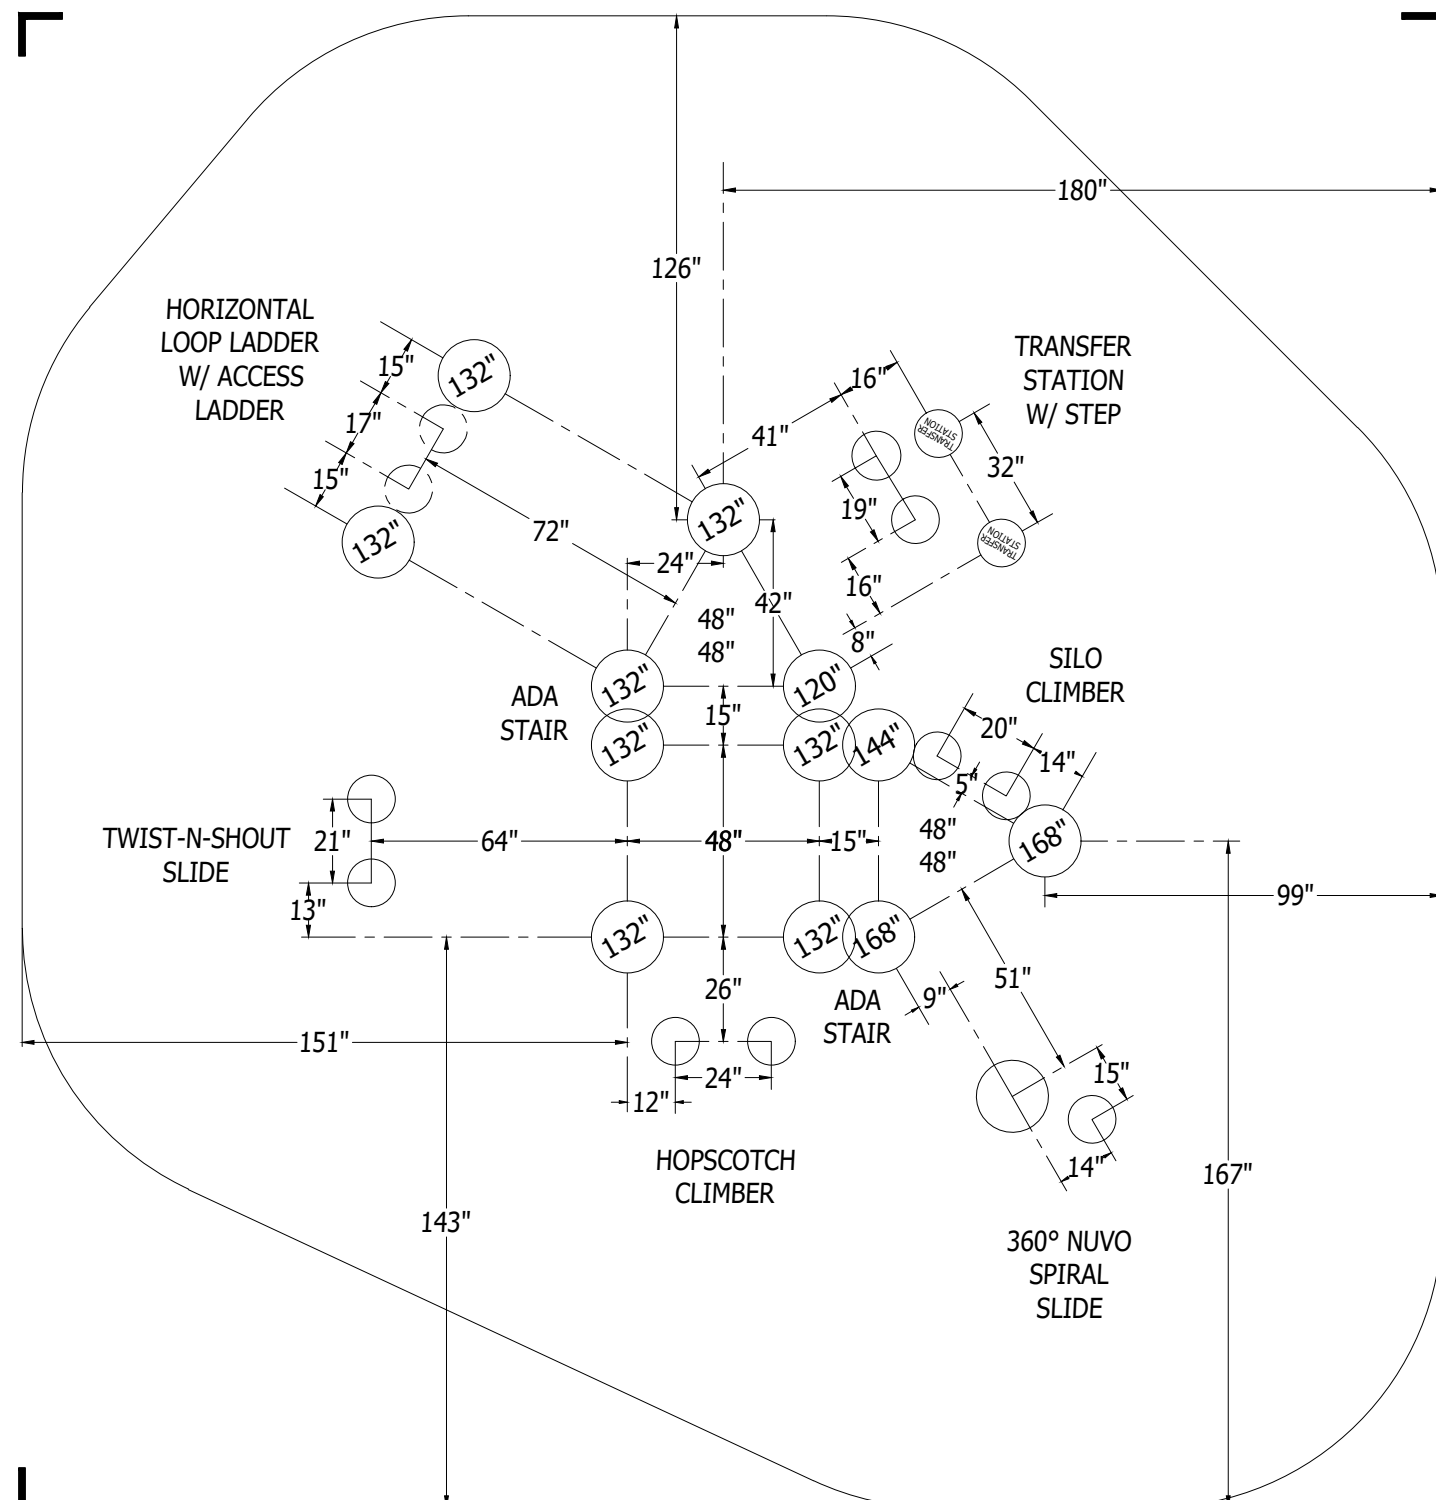 180"
126"
HORIZONTAL
LOOP LADDER
W/ ACCESS
LADDER
15"
17"
15"
132"
132"
72"
TRANSFER
STATION
W/ STEP
16"
41"
TRANSFER
STATION
32"
TRANSFER
STATION
19"
16"
8"
132"
24"
42"
48"
48"
ADA
STAIR
132"
120"
15"
132"
132"
144"
SILO
CLIMBER
20"
14"
5"
48"
48"
168"
TWIST-N-SHOUT
SLIDE
21"
13"
64"
48"
15"
99"
132"
132"
168"
26"
ADA
STAIR
9"
51"
151"
24"
12"
15"
14"
HOPSCOTCH
CLIMBER
143"
167"
360° NUVO
SPIRAL
SLIDE